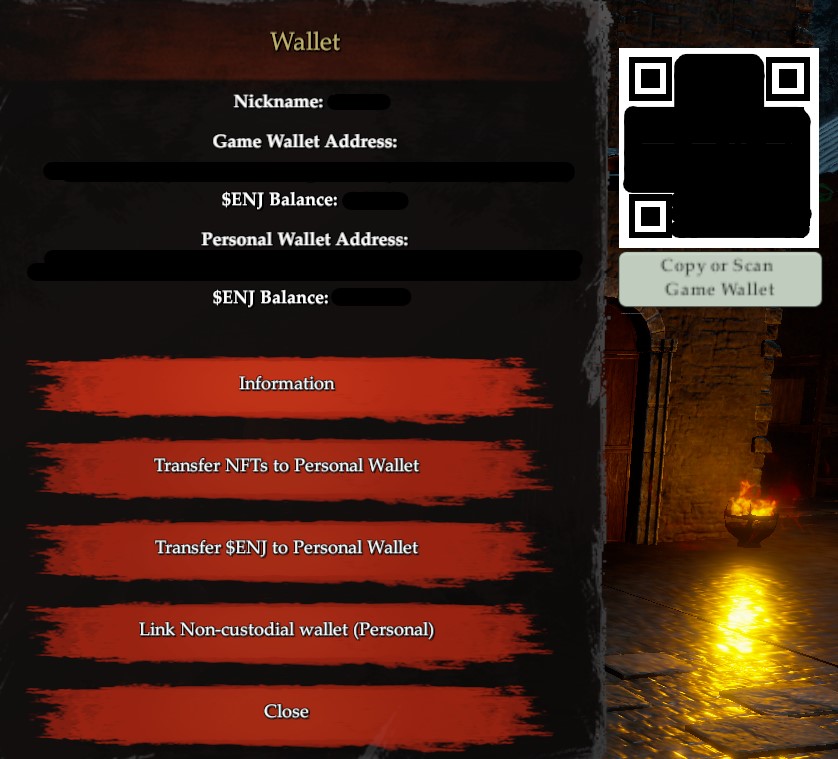 Wallet
Nickname:
Game Wallet Address:
$ENJ Balance:
Personal Wallet Address:
$ENJ Balance:
Copy or Scan
Game Wallet
Information
Transfer NFTs to Personal Wallet
Transfer $ENJ to Personal Wallet
Link Non-custodial wallet (Personal)
Close